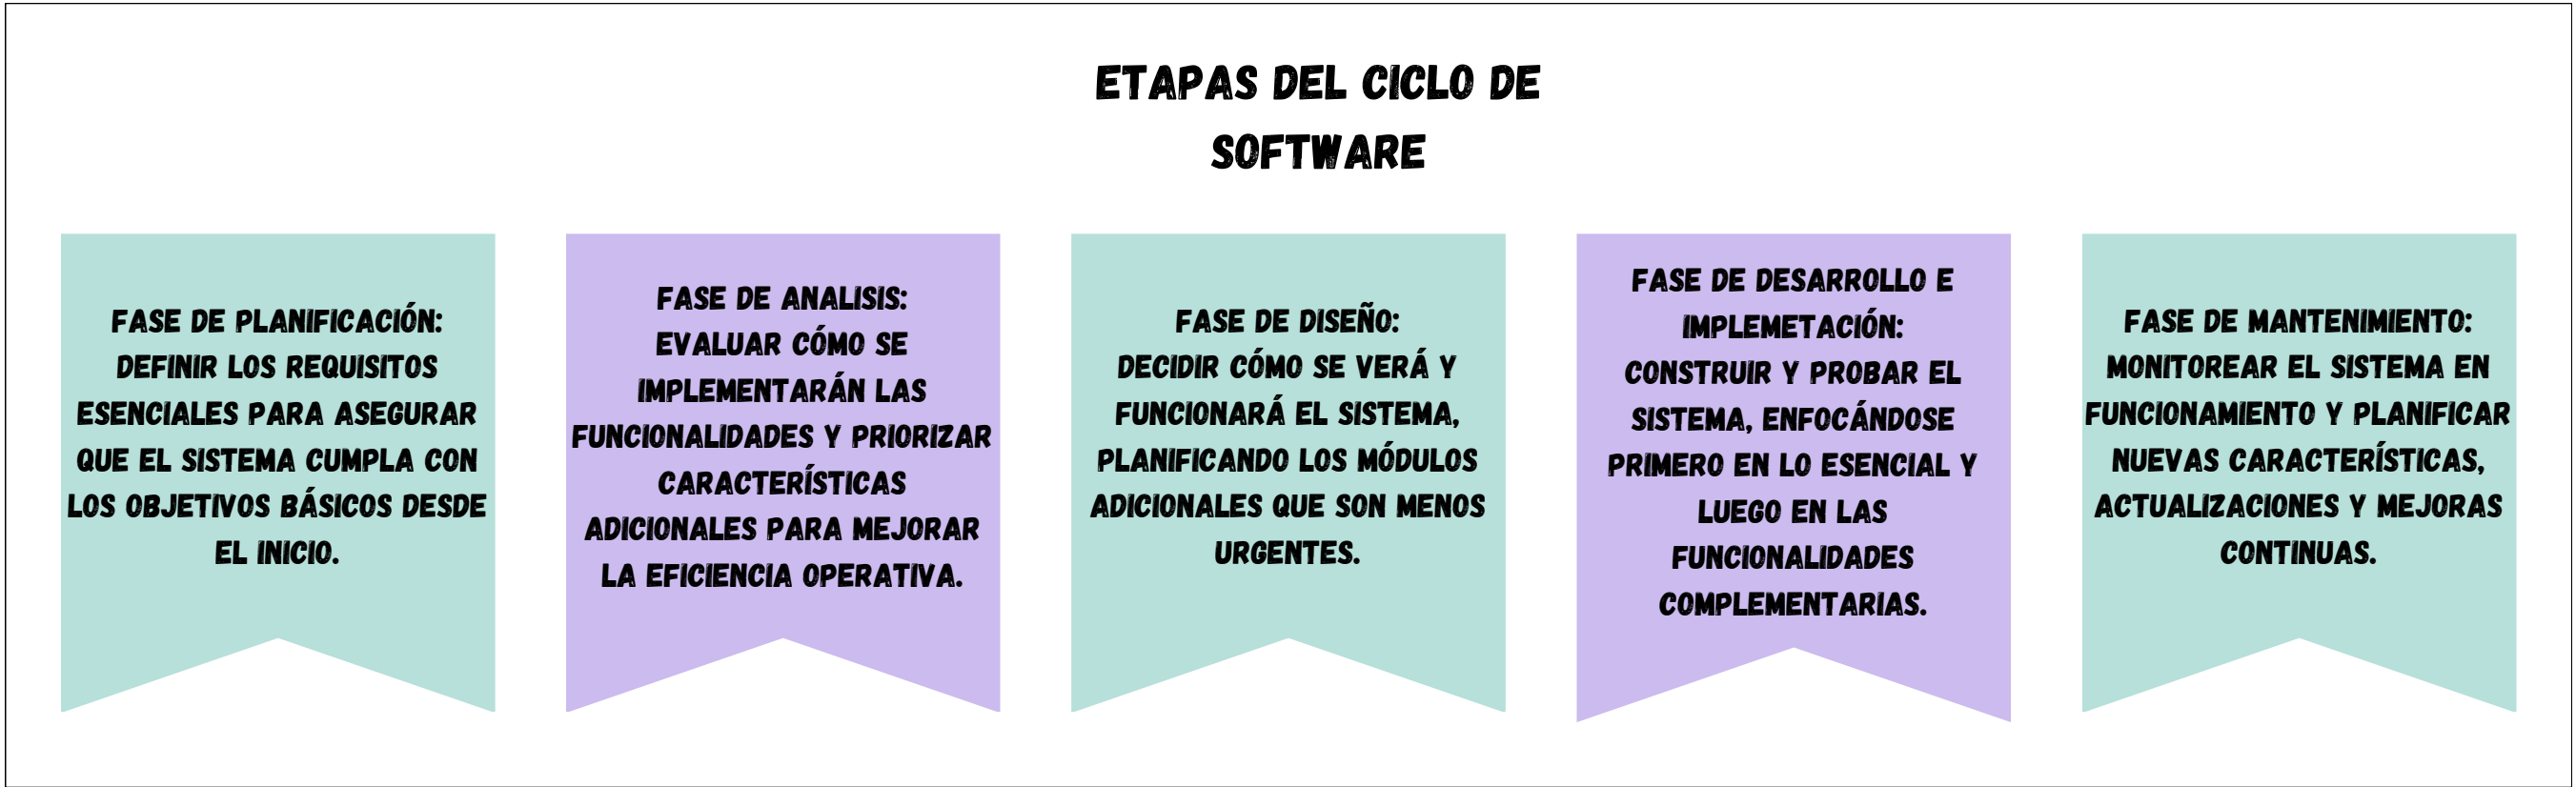 ETAPAS DEL CICLO DE
SOFTWARE
FASE DE PLANIFICACIÓN:
DEFINIR LOS REQUISITOS
ESENCIALES PARA ASEGURAR
QUE EL SISTEMA CUMPLA CON
LOS OBJETIVOS BÁSICOS DESDE
EL INICIO.
FASE DE ANALISIS:
EVALUAR CÓMO SE
IMPLEMENTARÁN LAS
FUNCIONALIDADES Y PRIORIZAR
CARACTERÍSTICAS
ADICIONALES PARA MEJORAR
LA EFICIENCIA OPERATIVA.
FASE DE DISEÑO:
DECIDIR CÓMO SE VERÁ Y
FUNCIONARÁ EL SISTEMA,
PLANIFICANDO LOS MÓDULOS
ADICIONALES QUE SON MENOS
URGENTES.
FASE DE DESARROLLO E
IMPLEMETACIÓN:
CONSTRUIR Y PROBAR EL
SISTEMA, ENFOCÁNDOSE
PRIMERO EN LO ESENCIAL Y
LUEGO EN LAS
FUNCIONALIDADES
COMPLEMENTARIAS.
FASE DE MANTENIMIENTO:
MONITOREAR EL SISTEMA EN
FUNCIONAMIENTO Y PLANIFICAR
NUEVAS CARACTERÍSTICAS,
ACTUALIZACIONES Y MEJORAS
CONTINUAS.